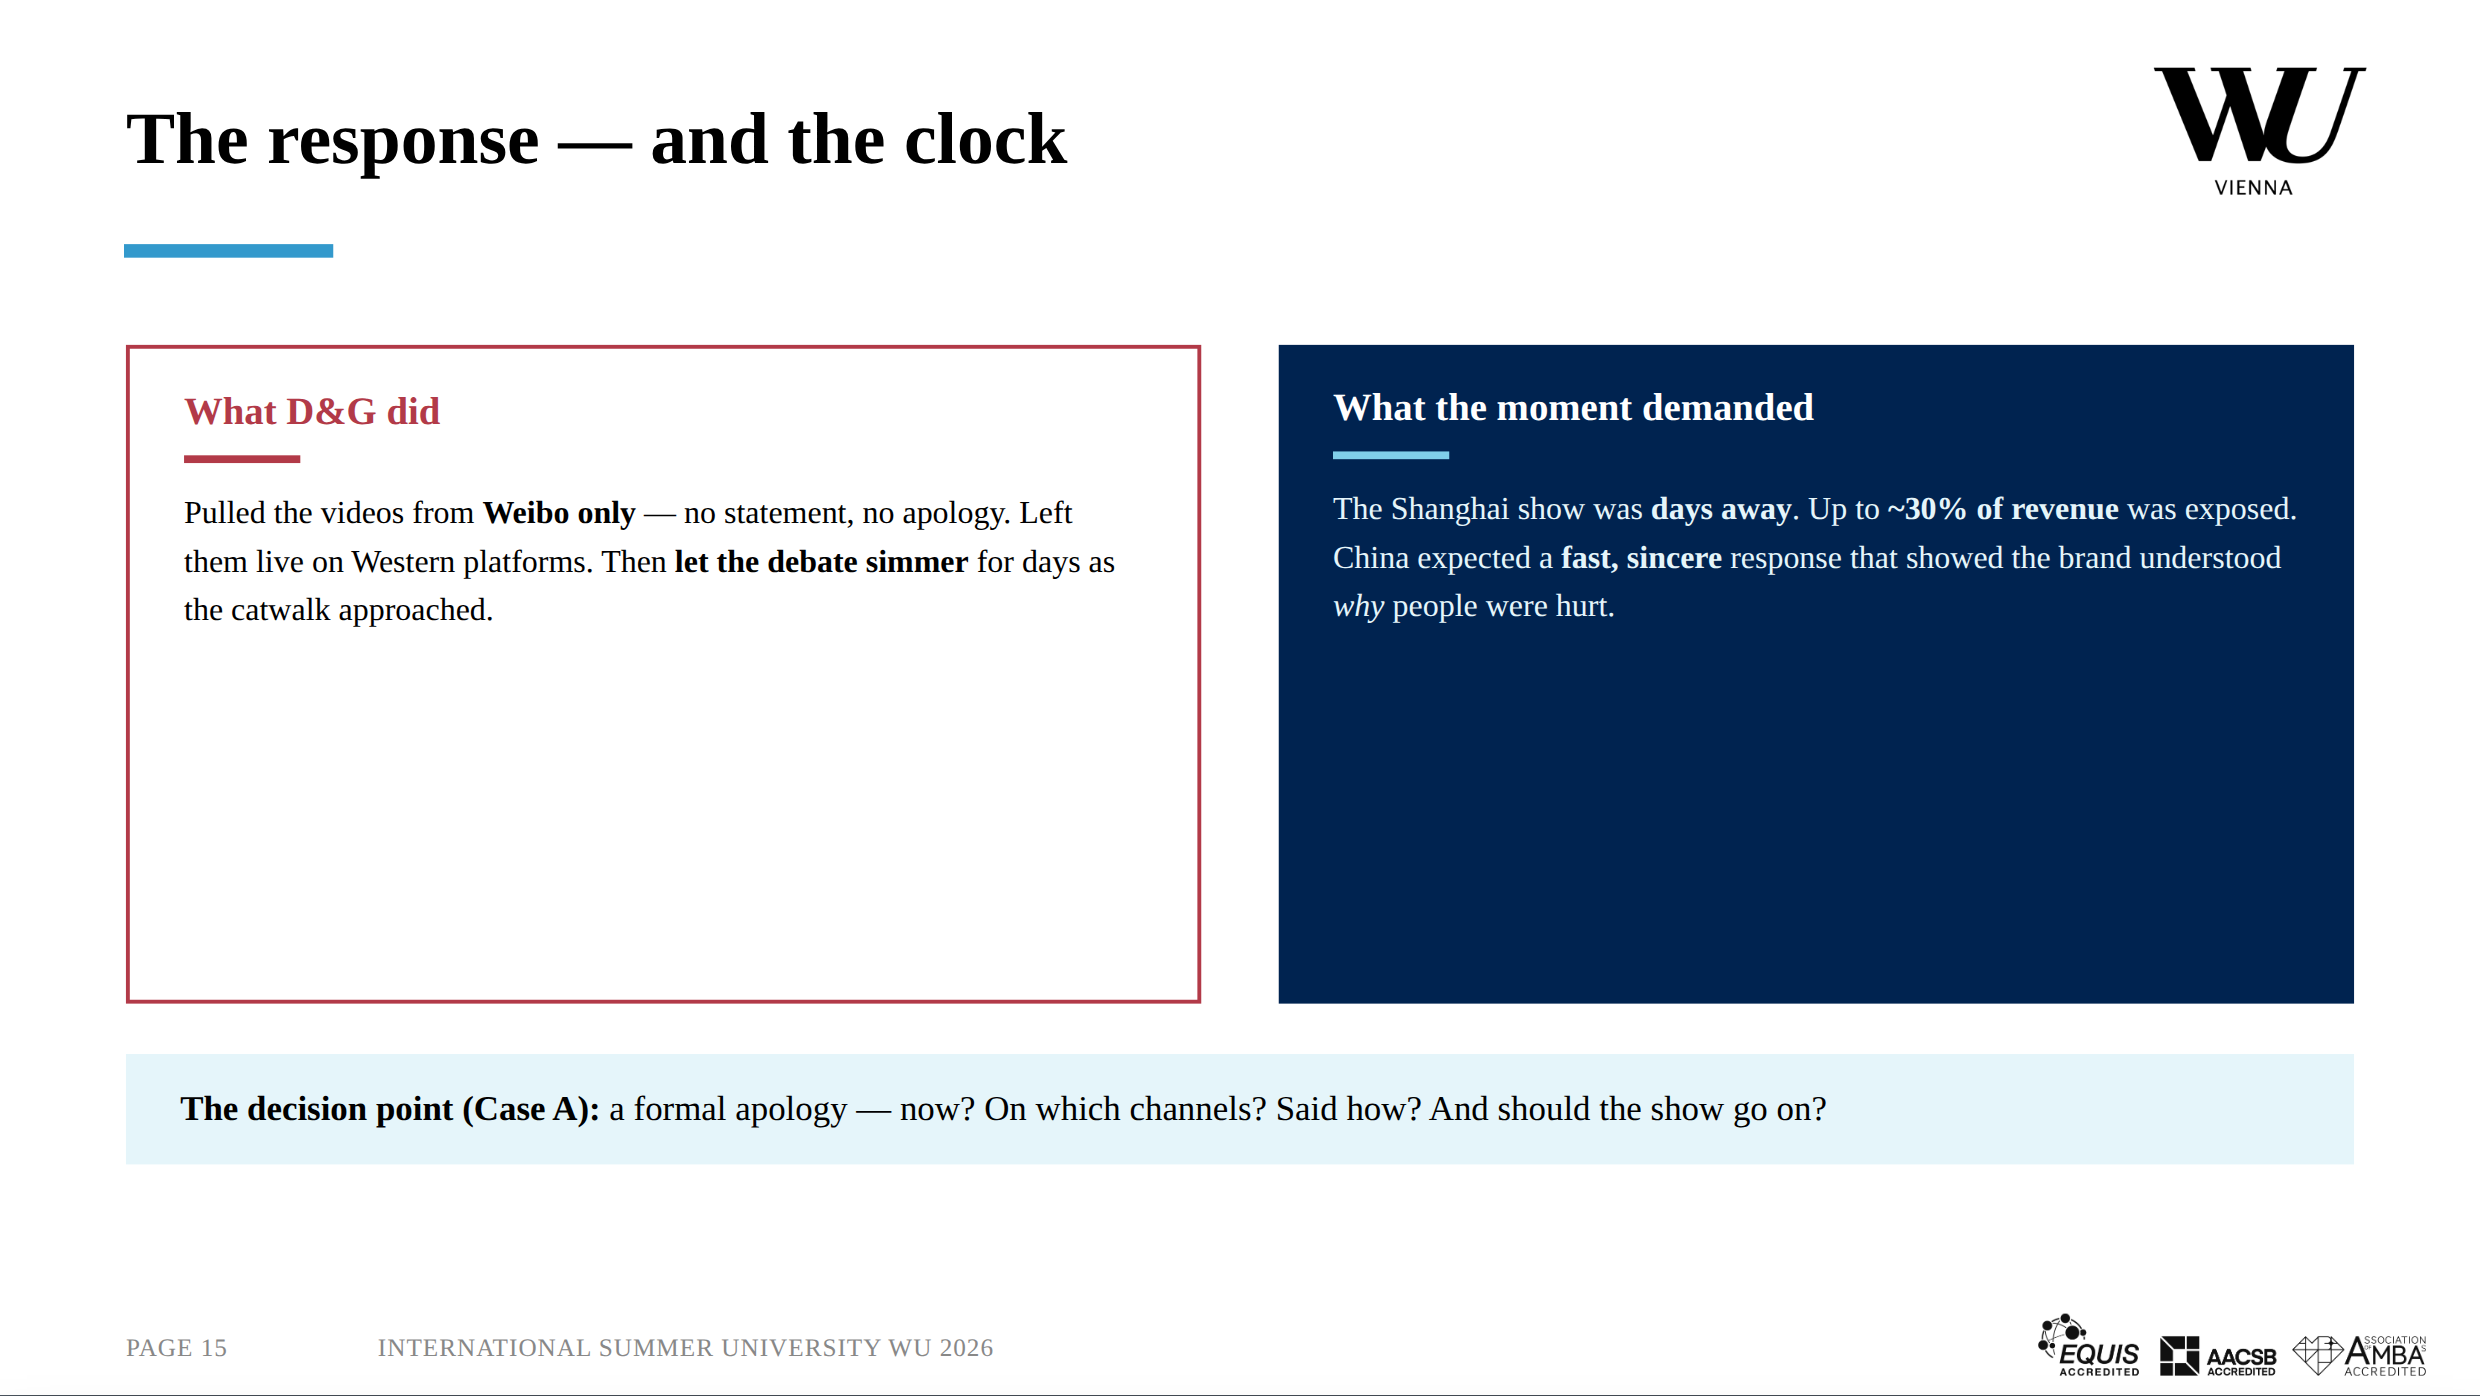 The response — and the clock
WU
VIENNA
What D&G did
Pulled the videos from Weibo only — no statement, no apology. Left
them live on Western platforms. Then let the debate simmer for days as
the catwalk approached.
What the moment demanded
The Shanghai show was days away. Up to ~30% of revenue was exposed.
China expected a fast, sincere response that showed the brand understood
why people were hurt.
The decision point (Case A): a formal apology — now? On which channels? Said how? And should the show go on?
PAGE 15
INTERNATIONAL SUMMER UNIVERSITY WU 2026
EQUIS
ACCREDITED
AACSB
ACCREDITED
ASSOCIATION
OF
AMBAS
ACCREDITED